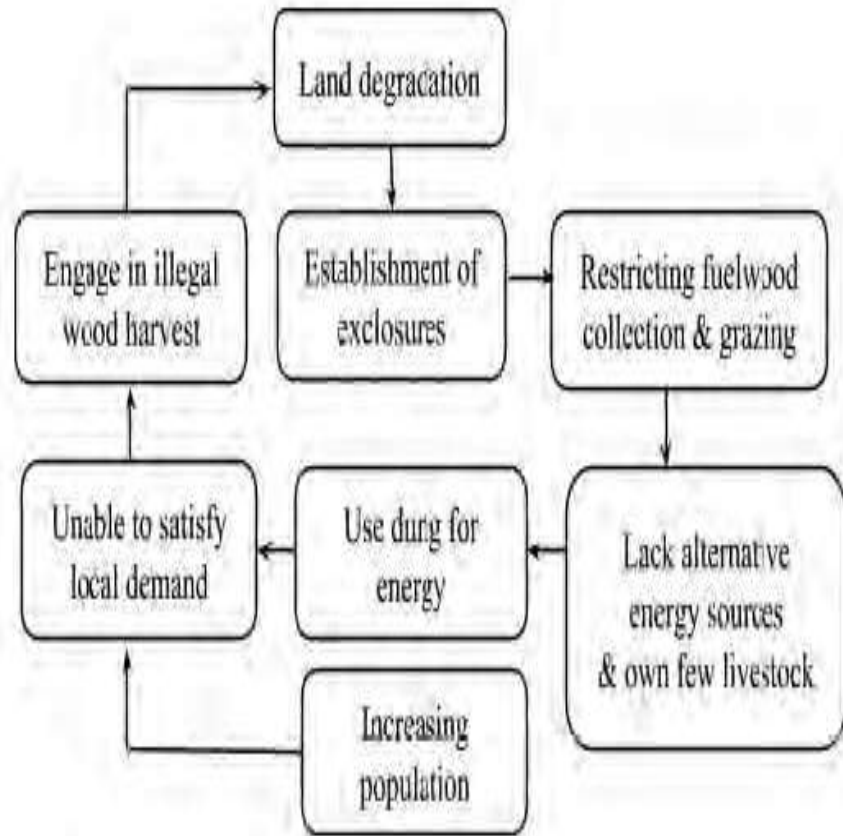 Land degracation
Engage in illegal
wood harvest
Establishment of
exclosures
Restricting fuelwood
collection & grazing
Unable to satisfy
local demand
Use durg for
energy
Lack alternative
energy sources
& own few livestock
Increasing
population